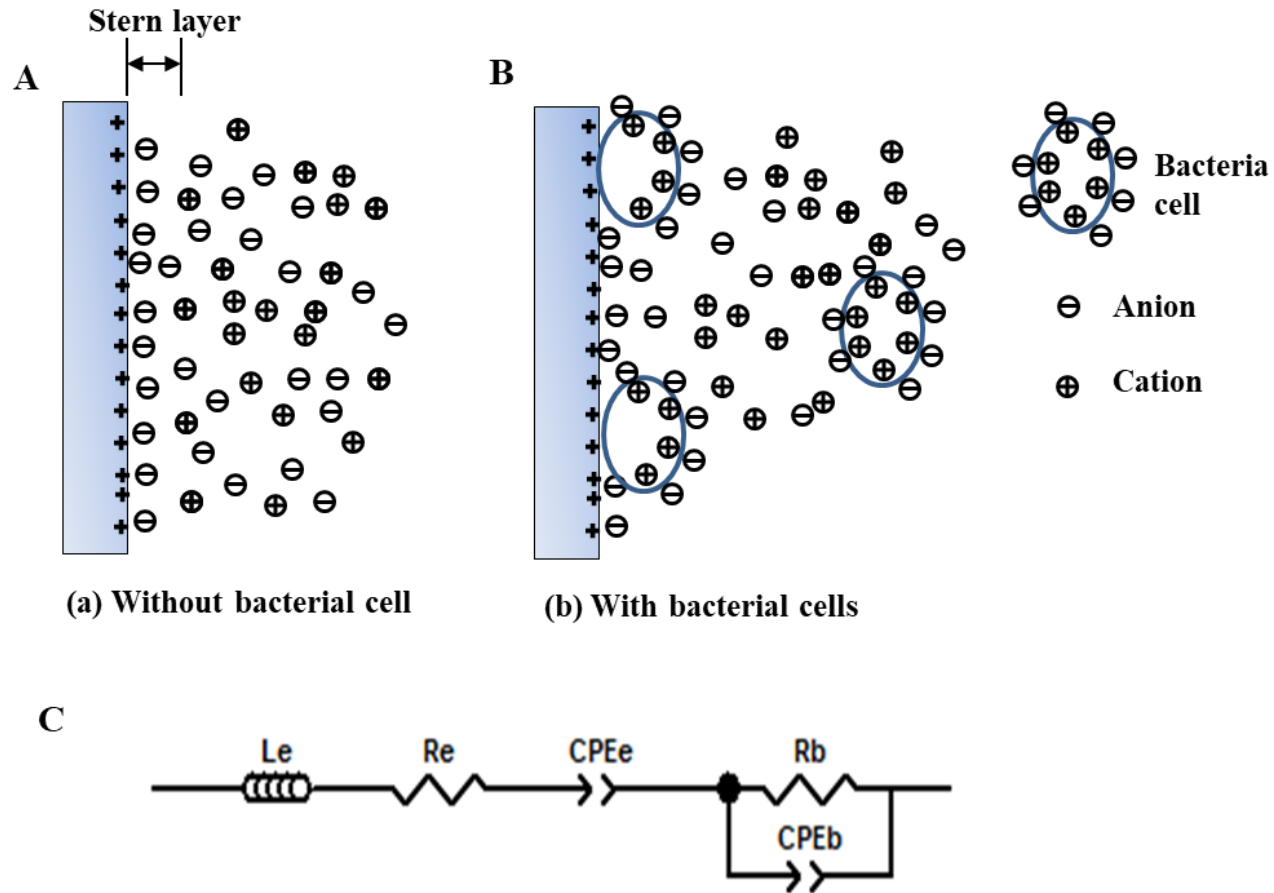 Stern layer
A
B
Bacteria
cell
Anion
Cation
(a) Without bacterial cell
(b) With bacterial cells
C
Le
Re
CPEe
Rb
CPEb